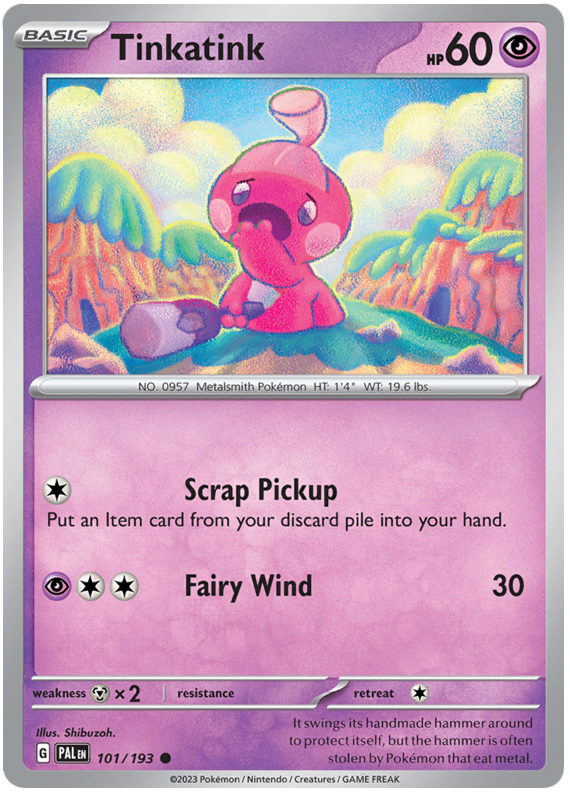 BASIC Tinkatink HP 60
NO. 0957 Metalsmith Pokémon HT: 1'4" WT: 19.6 lbs.
Scrap Pickup
Put an Item card from your discard pile into your hand.
Fairy Wind 30
weakness ×2 resistance retreat
Illus. Shibuzoh.
G PAL EN 101/193
It swings its handmade hammer around
to protect itself, but the hammer is often
stolen by Pokémon that eat metal.
©2023 Pokémon / Nintendo / Creatures / GAME FREAK